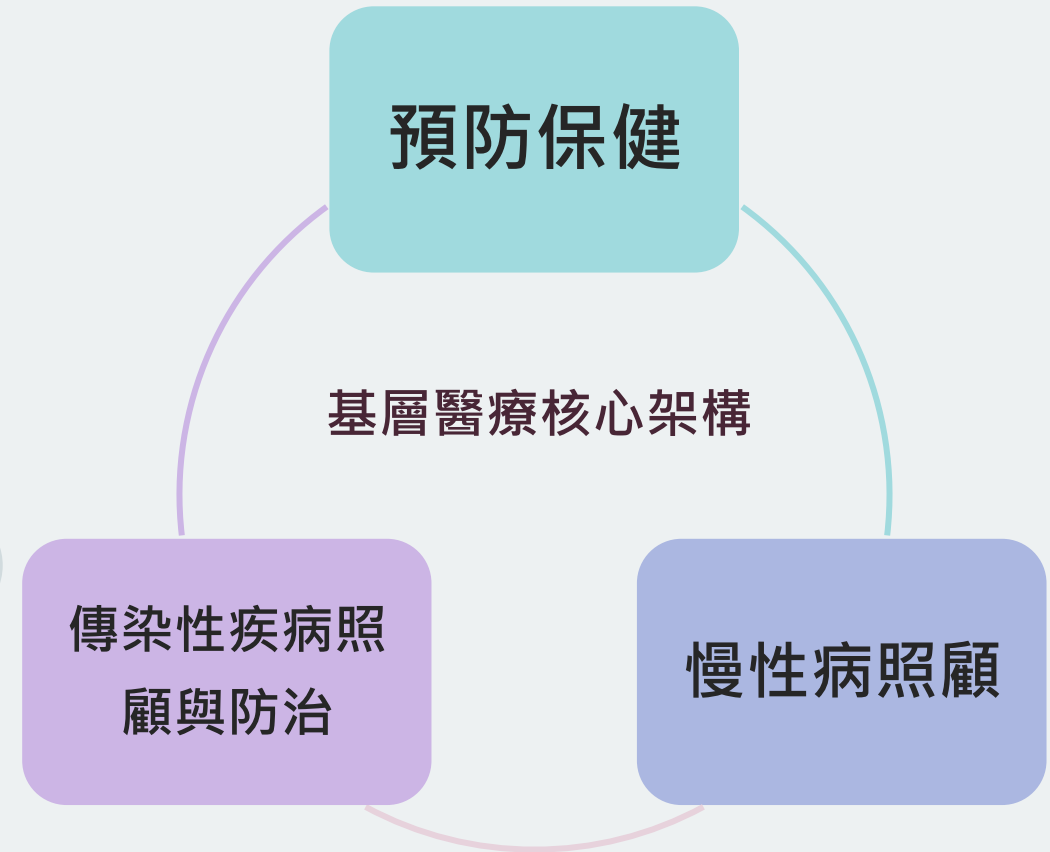 預防保健
基層醫療核心架構
傳染性疾病照
顧與防治
慢性病照顧